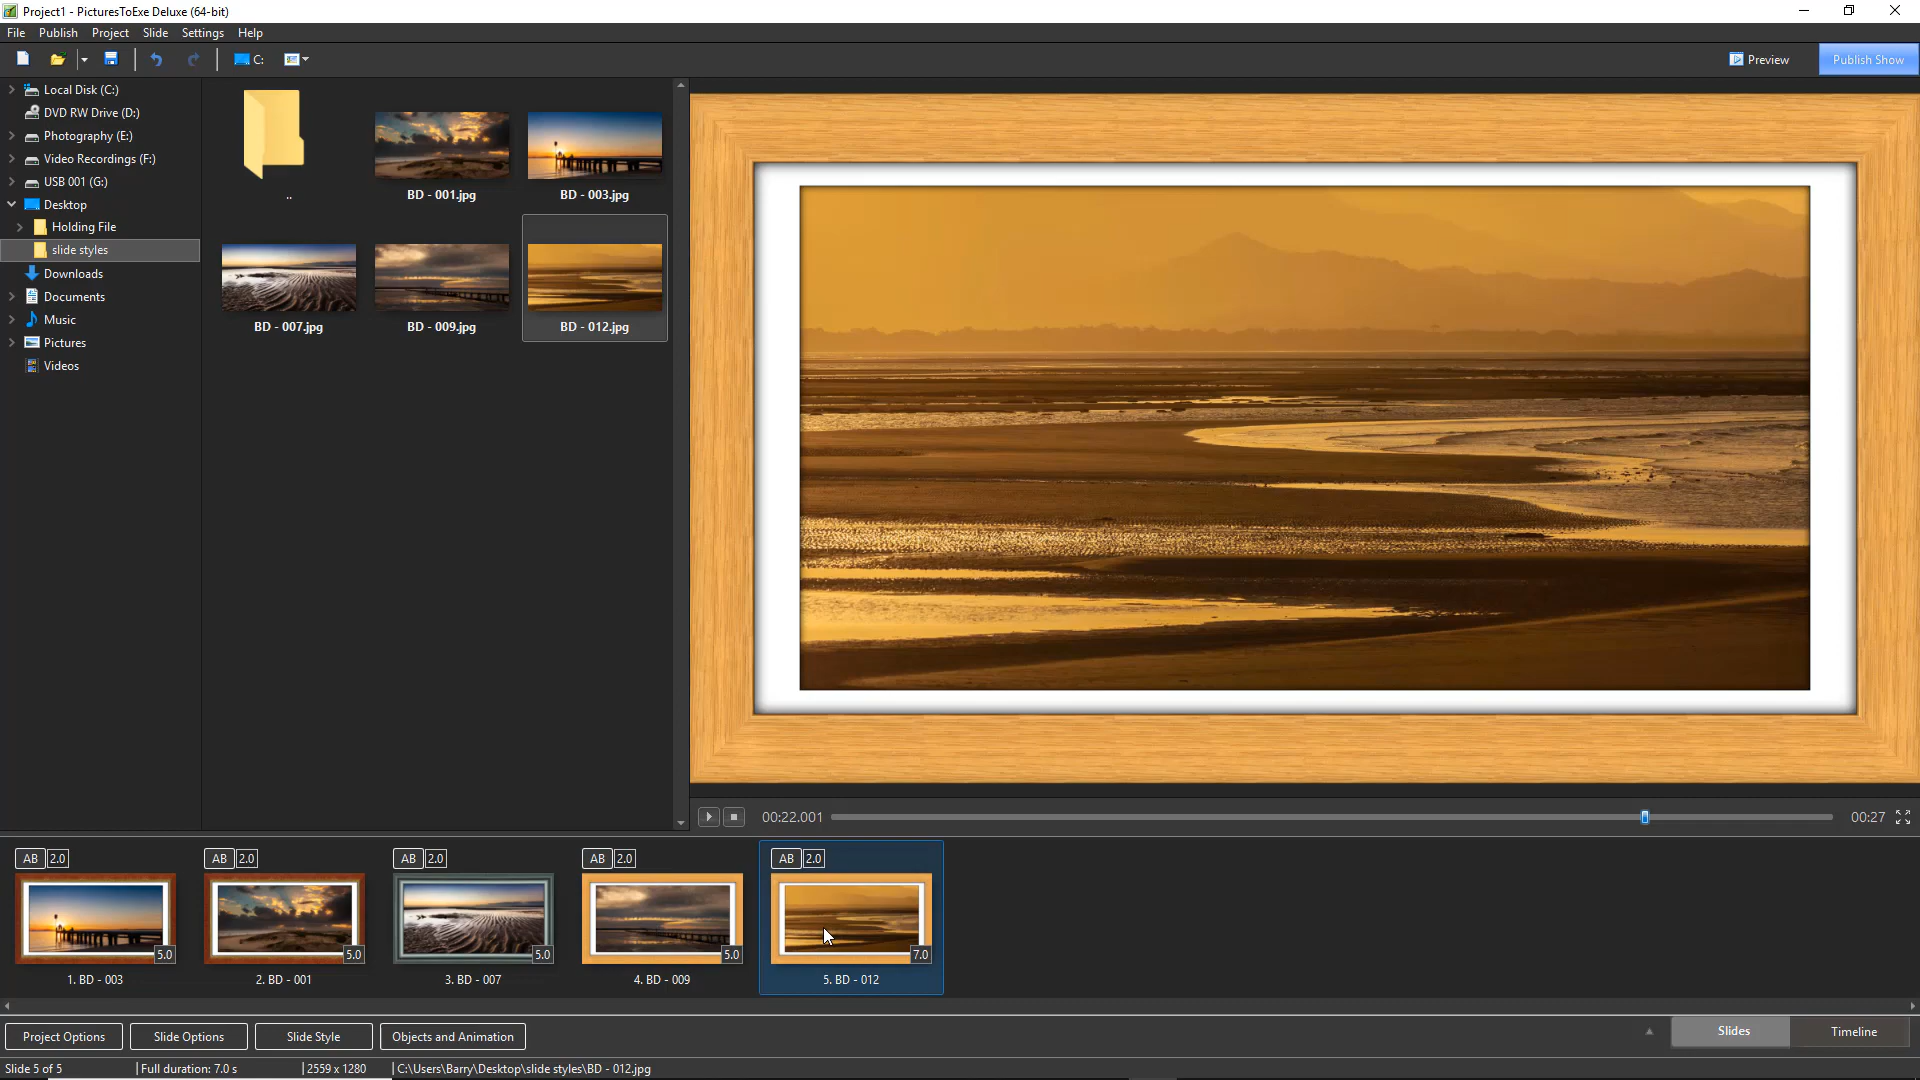 Project1 - PicturesToExe Deluxe (64-bit)
File Publish Project Slide Settings Help
C: Preview Publish Show
Local Disk (C:)
DVD RW Drive (D:)
Photography (E:)
Video Recordings (F:)
USB 001 (G:)
Desktop
Holding File
slide styles
Downloads
Documents
Music
Pictures
Videos
.. BD - 001.jpg BD - 003.jpg
BD - 007.jpg BD - 009.jpg BD - 012.jpg
00:22.001 00:27
AB 2.0 AB 2.0 AB 2.0 AB 2.0 AB 2.0
5.0 5.0 5.0 5.0 7.0
1. BD - 003 2. BD - 001 3. BD - 007 4. BD - 009 5. BD - 012
Project Options Slide Options Slide Style Objects and Animation Slides Timeline
Slide 5 of 5 Full duration: 7.0 s 2559 x 1280 C:\Users\Barry\Desktop\slide styles\BD - 012.jpg